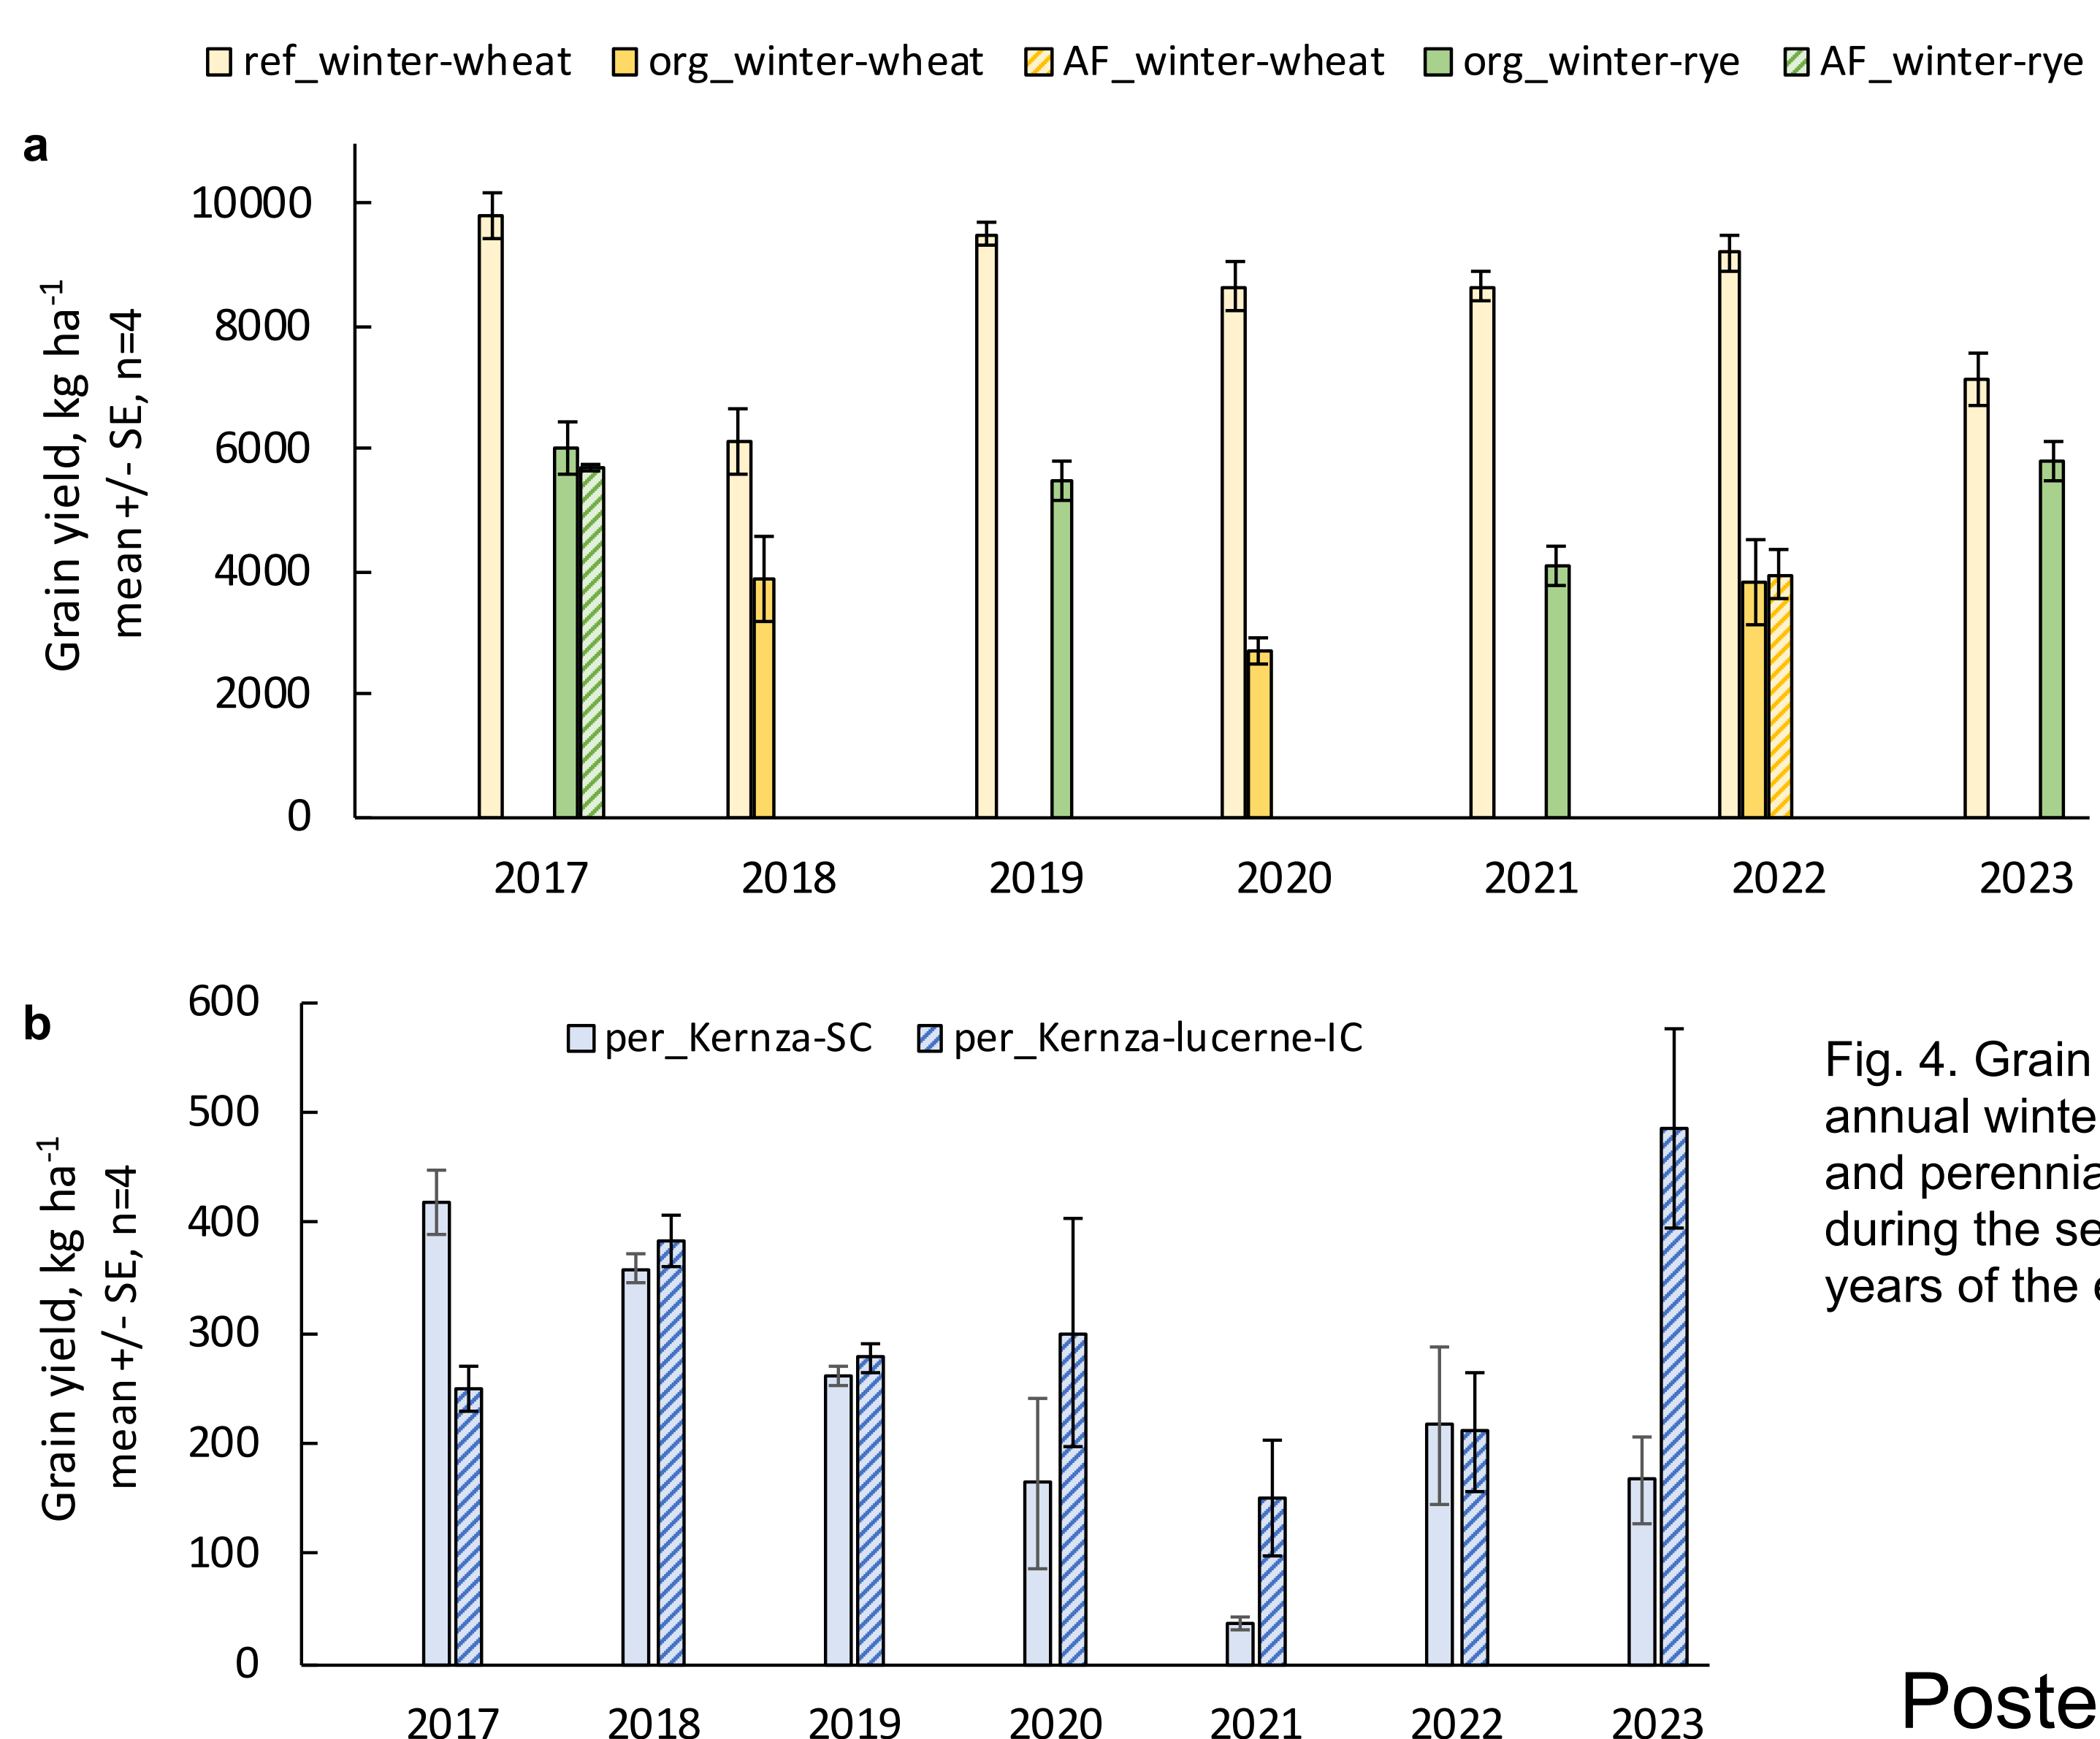 ref_winter-wheat org_winter-wheat AF_winter-wheat org_winter-rye AF_winter-rye
a
Grain yield, kg ha-1
mean +/- SE, n=4
10000
8000
6000
4000
2000
0
2017 2018 2019 2020 2021 2022 2023
b
per_Kernza-SC per_Kernza-lucerne-IC
Grain yield, kg ha-1
mean +/- SE, n=4
600
500
400
300
200
100
0
2017 2018 2019 2020 2021 2022 2023
Fig. 4. Grain
annual winte
and perennia
during the se
years of the
Poste